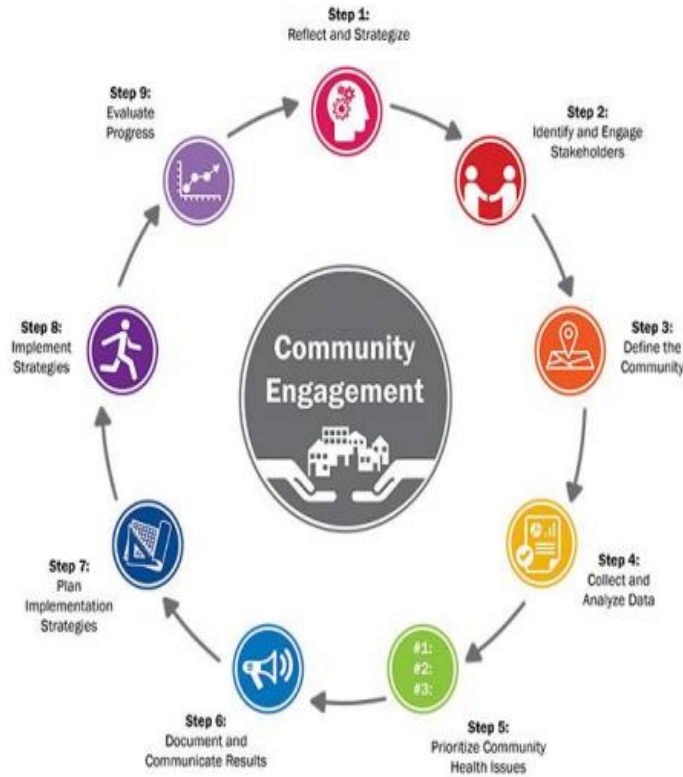 Step 1:
Reflect and Strategize
Step 2:
Identify and Engage
Stakeholders
Step 3:
Define the
Community
Step 4:
Collect and
Analyze Data
Step 5:
Prioritize Community
Health Issues
#1:
#2:
#3:
Step 6:
Document and
Communicate Results
Step 7:
Plan
Implementation
Strategies
Step 8:
Implement
Strategies
Step 9:
Evaluate
Progress
Community
Engagement